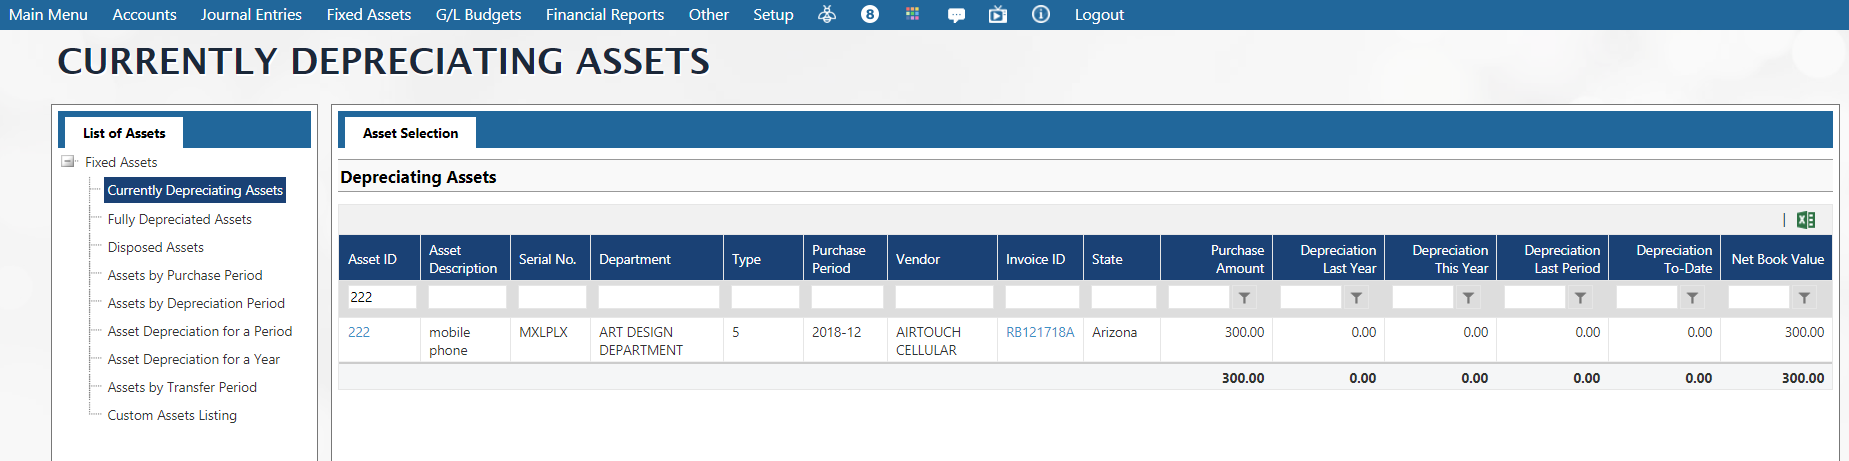 Main Menu Accounts Journal Entries Fixed Assets G/L Budgets Financial Reports Other Setup 8 Logout
CURRENTLY DEPRECIATING ASSETS
List of Assets
Fixed Assets
Currently Depreciating Assets
Fully Depreciated Assets
Disposed Assets
Assets by Purchase Period
Assets by Depreciation Period
Asset Depreciation for a Period
Asset Depreciation for a Year
Assets by Transfer Period
Custom Assets Listing
Asset Selection
Depreciating Assets
Asset ID Asset Description Serial No. Department Type Purchase Period Vendor Invoice ID State Purchase Amount Depreciation Last Year Depreciation This Year Depreciation Last Period Depreciation To-Date Net Book Value
222
222 mobile phone MXLPLX ART DESIGN DEPARTMENT 5 2018-12 AIRTOUCH CELLULAR RB121718A Arizona 300.00 0.00 0.00 0.00 0.00 300.00
300.00 0.00 0.00 0.00 0.00 300.00